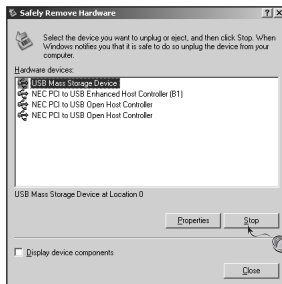 Safely Remove Hardware
Select the device you want to unplug or eject, and then click Stop. When
Windows notifies you that it is safe to do so unplug the device from your
computer.
Hardware devices:
USB Mass Storage Device
NEC PCI to USB Enhanced Host Controller (B1)
NEC PCI to USB Open Host Controller
NEC PCI to USB Open Host Controller
USB Mass Storage Device at Location 0
Properties
Stop
Display device components
Close